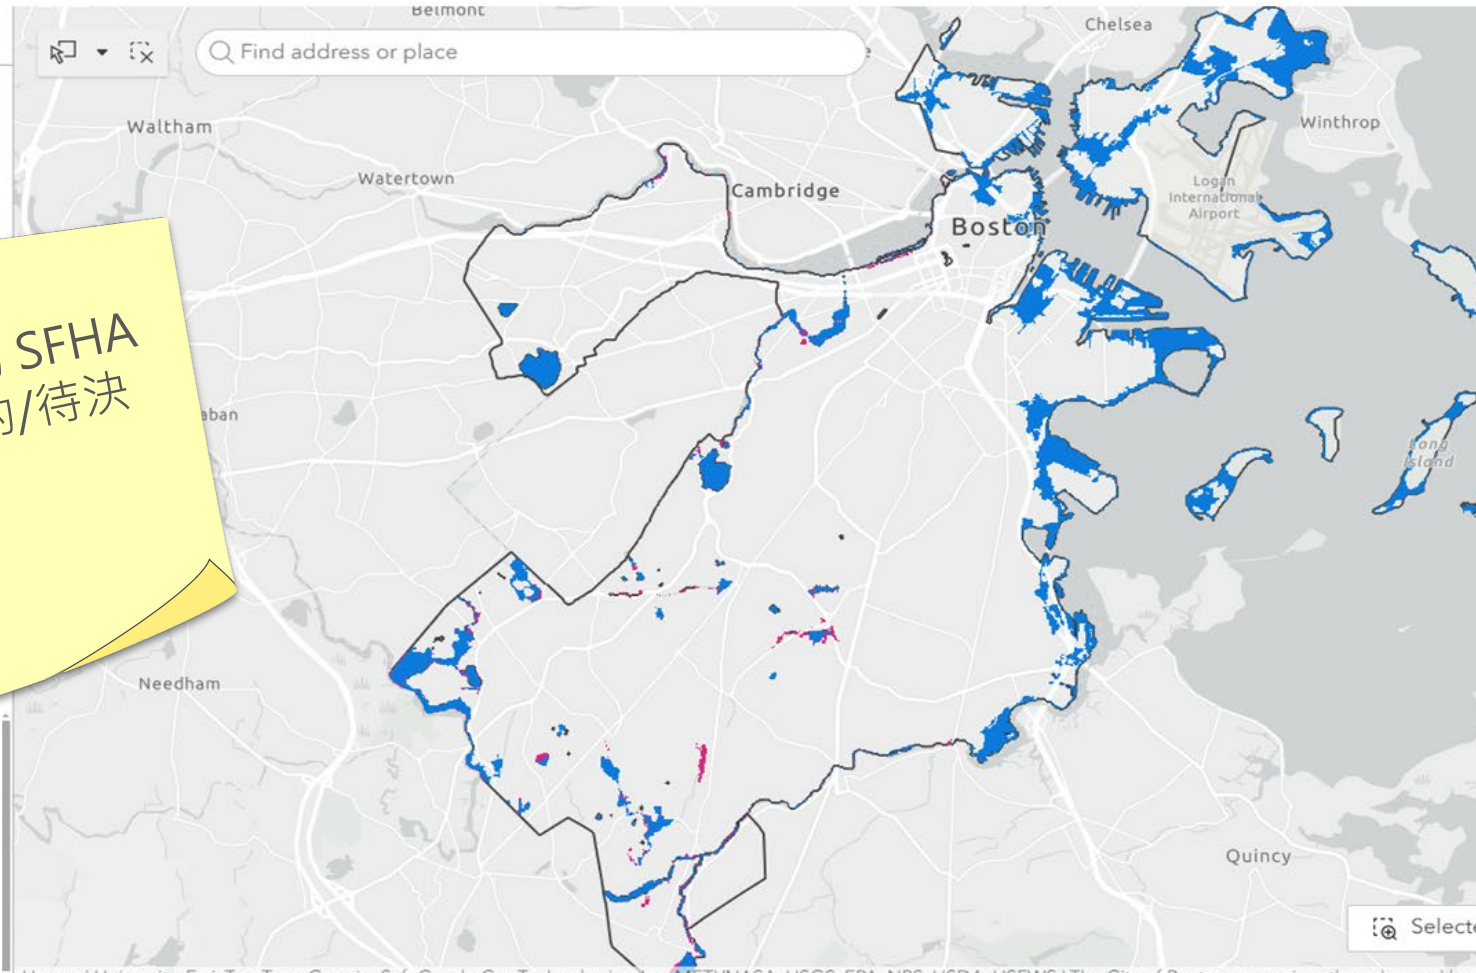 Belmont
Chelsea
Find address or place
Waltham
Winthrop
Watertown
Cambridge
Logan
International
Airport
Boston
SFHA
/待決
aban
Long
Island
Needham
Quincy
Selecte